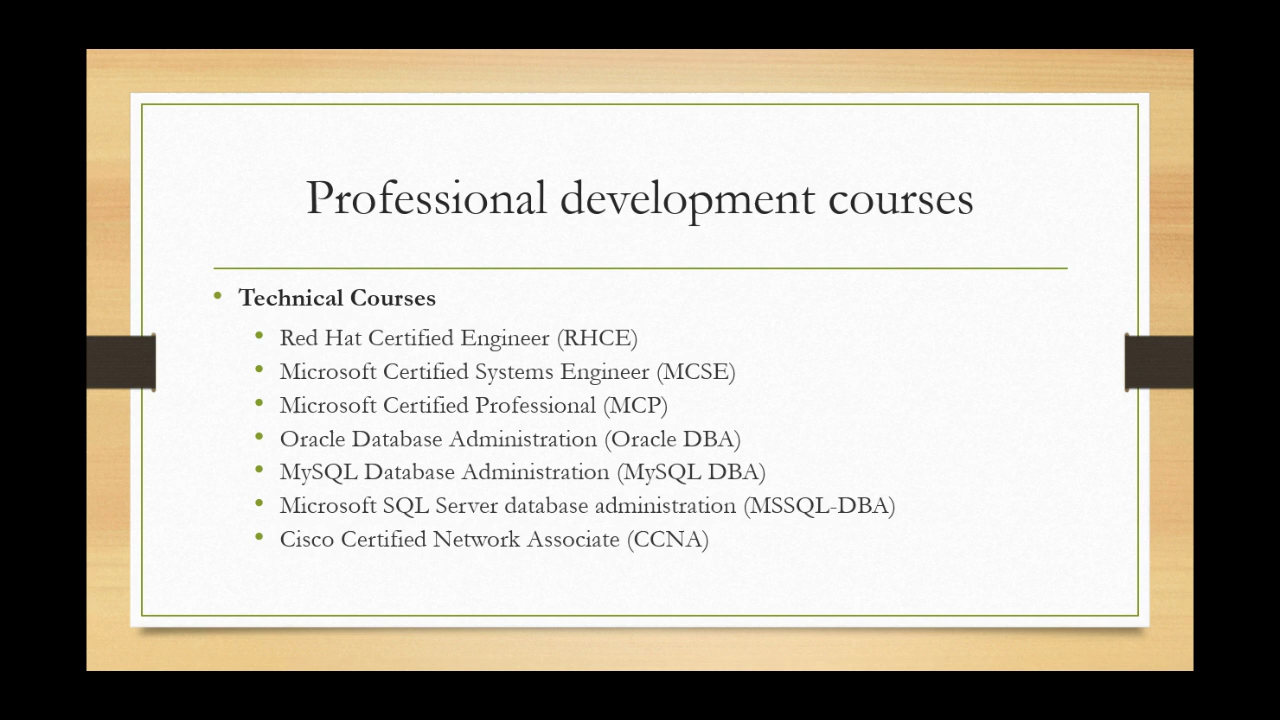 Professional development courses
• Technical Courses
• Red Hat Certified Engineer (RHCE)
• Microsoft Certified Systems Engineer (MCSE)
• Microsoft Certified Professional (MCP)
• Oracle Database Administration (Oracle DBA)
• MySQL Database Administration (MySQL DBA)
• Microsoft SQL Server database administration (MSSQL-DBA)
• Cisco Certified Network Associate (CCNA)